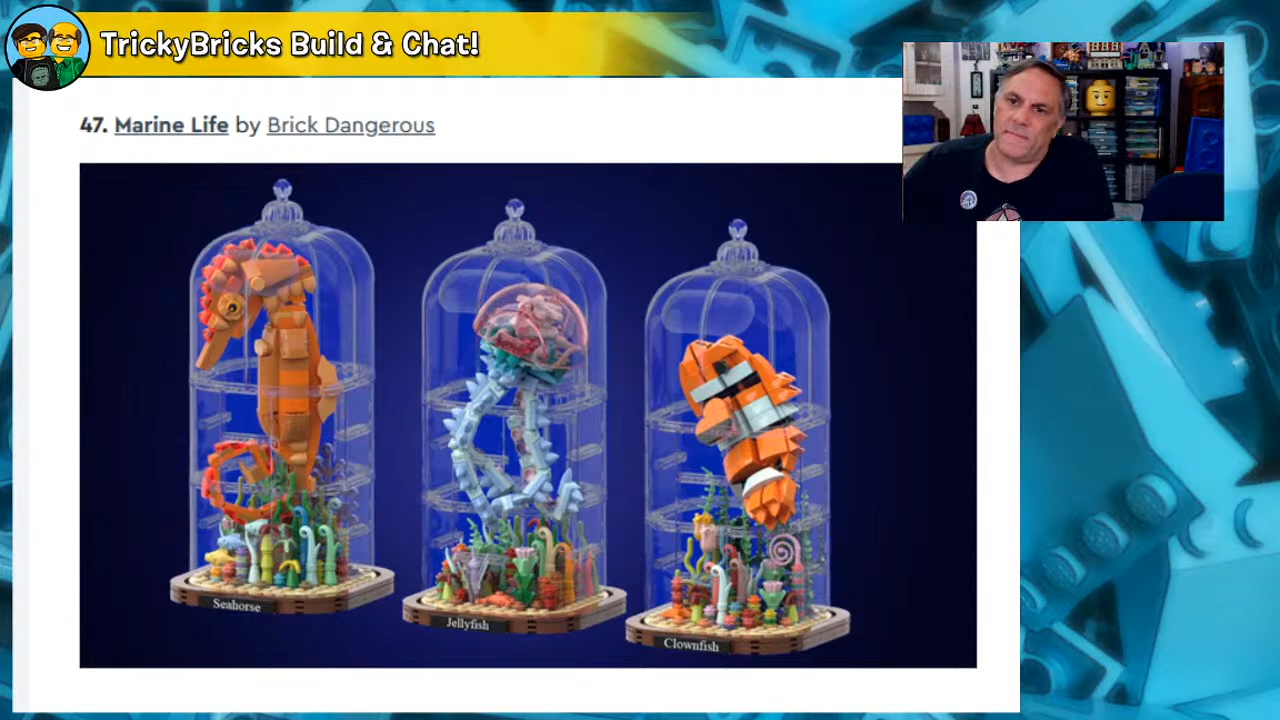 TrickyBricks Build & Chat!
47. Marine Life by Brick Dangerous
Seahorse
Jellyfish
Clownfish